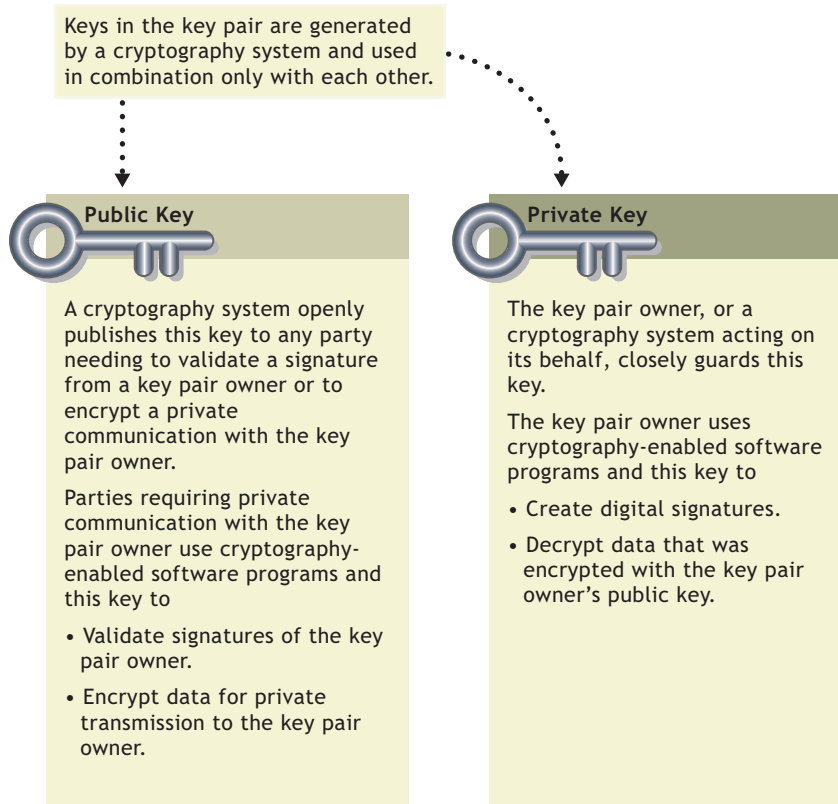 Keys in the key pair are generated
by a cryptography system and used
in combination only with each other.
Public Key
A cryptography system openly
publishes this key to any party
needing to validate a signature
from a key pair owner or to
encrypt a private
communication with the key
pair owner.
Parties requiring private
communication with the key
pair owner use cryptography-
enabled software programs and
this key to
• Validate signatures of the key
pair owner.
• Encrypt data for private
transmission to the key pair
owner.
Private Key
The key pair owner, or a
cryptography system acting on
its behalf, closely guards this
key.
The key pair owner uses
cryptography-enabled software
programs and this key to
• Create digital signatures.
• Decrypt data that was
encrypted with the key pair
owner's public key.